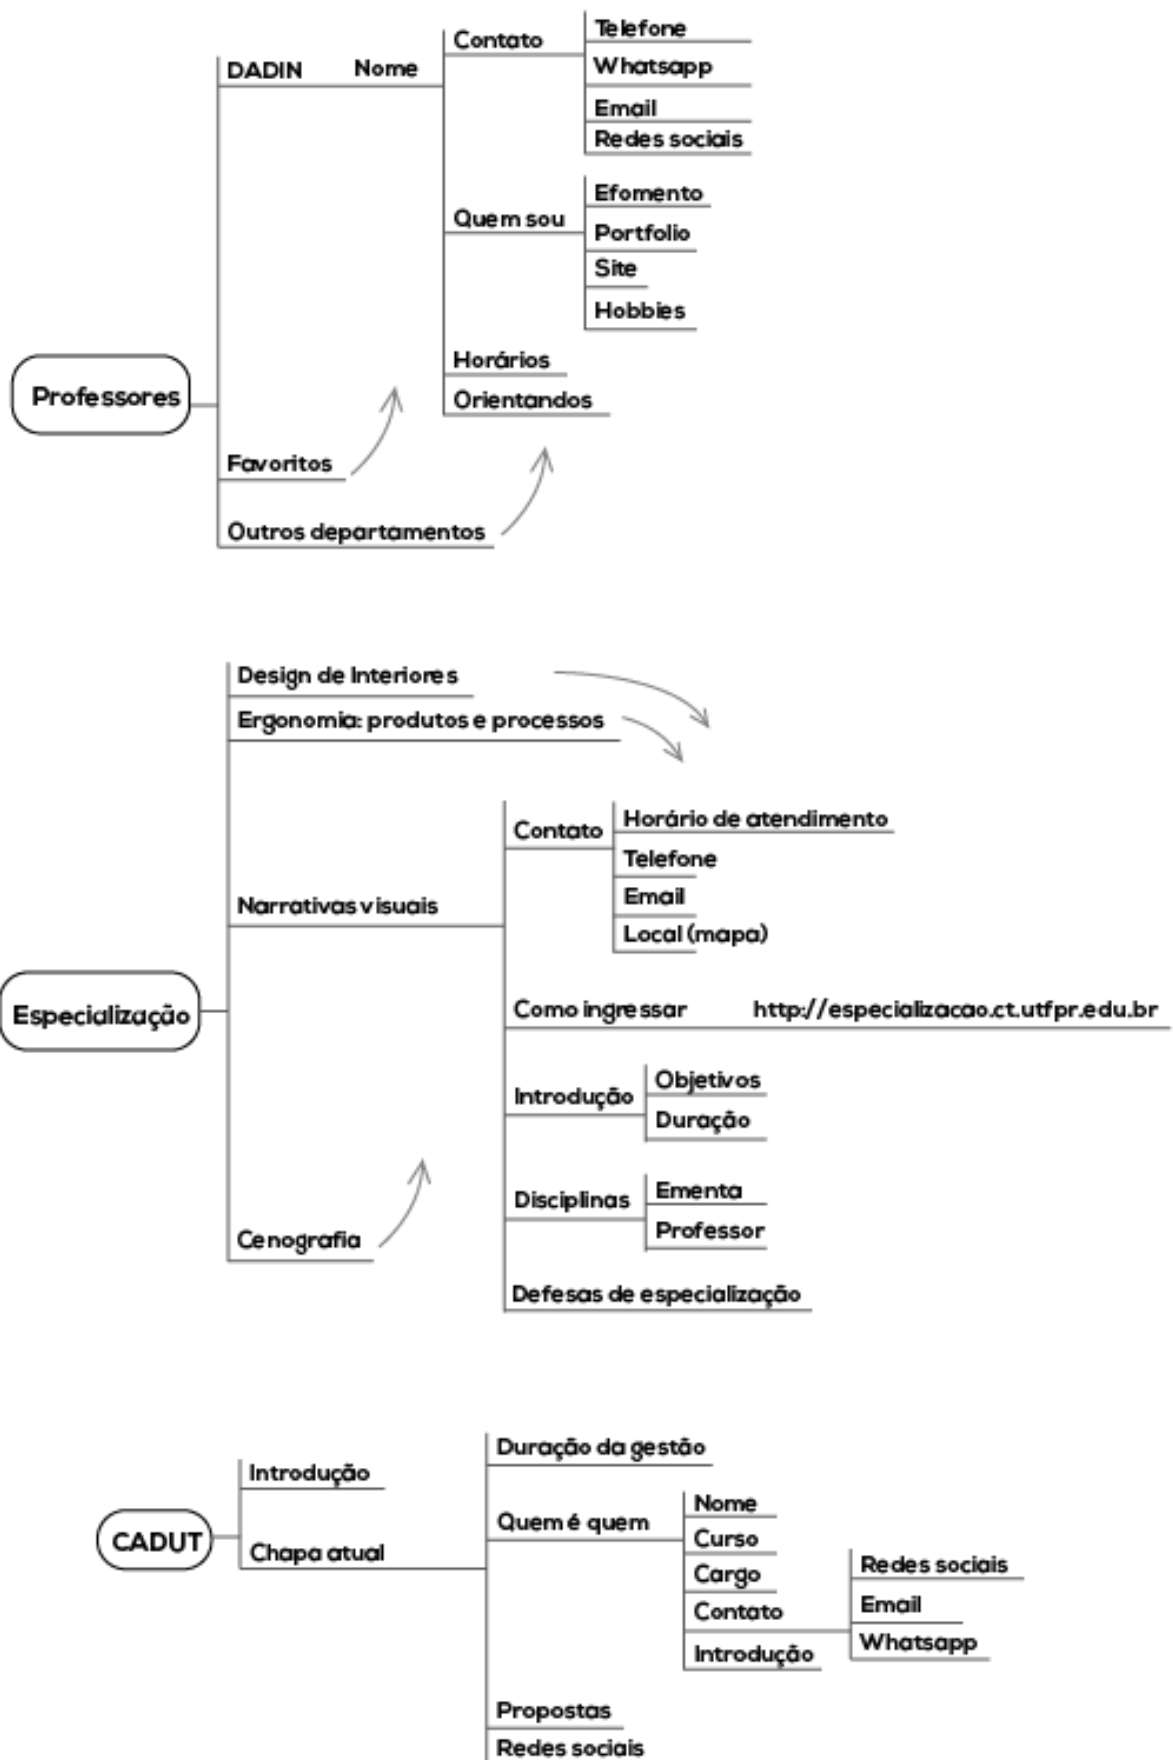 Professores
DADIN
Nome
Contato
Telefone
Whatsapp
Email
Redes sociais
Quem sou
Efomento
Portfolio
Site
Hobbies
Horários
Orientandos
Favoritos
Outros departamentos
Especialização
Design de Interiores
Ergonomia: produtos e processos
Narrativas visuais
Contato
Horário de atendimento
Telefone
Email
Local (mapa)
Como ingressar
http://especializacao.ct.utfpr.edu.br
Introdução
Objetivos
Duração
Disciplinas
Ementa
Professor
Defesas de especialização
Cenografia
CADUT
Introdução
Chapa atual
Duração da gestão
Quem é quem
Nome
Curso
Cargo
Contato
Redes sociais
Email
Whatsapp
Introdução
Propostas
Redes sociais